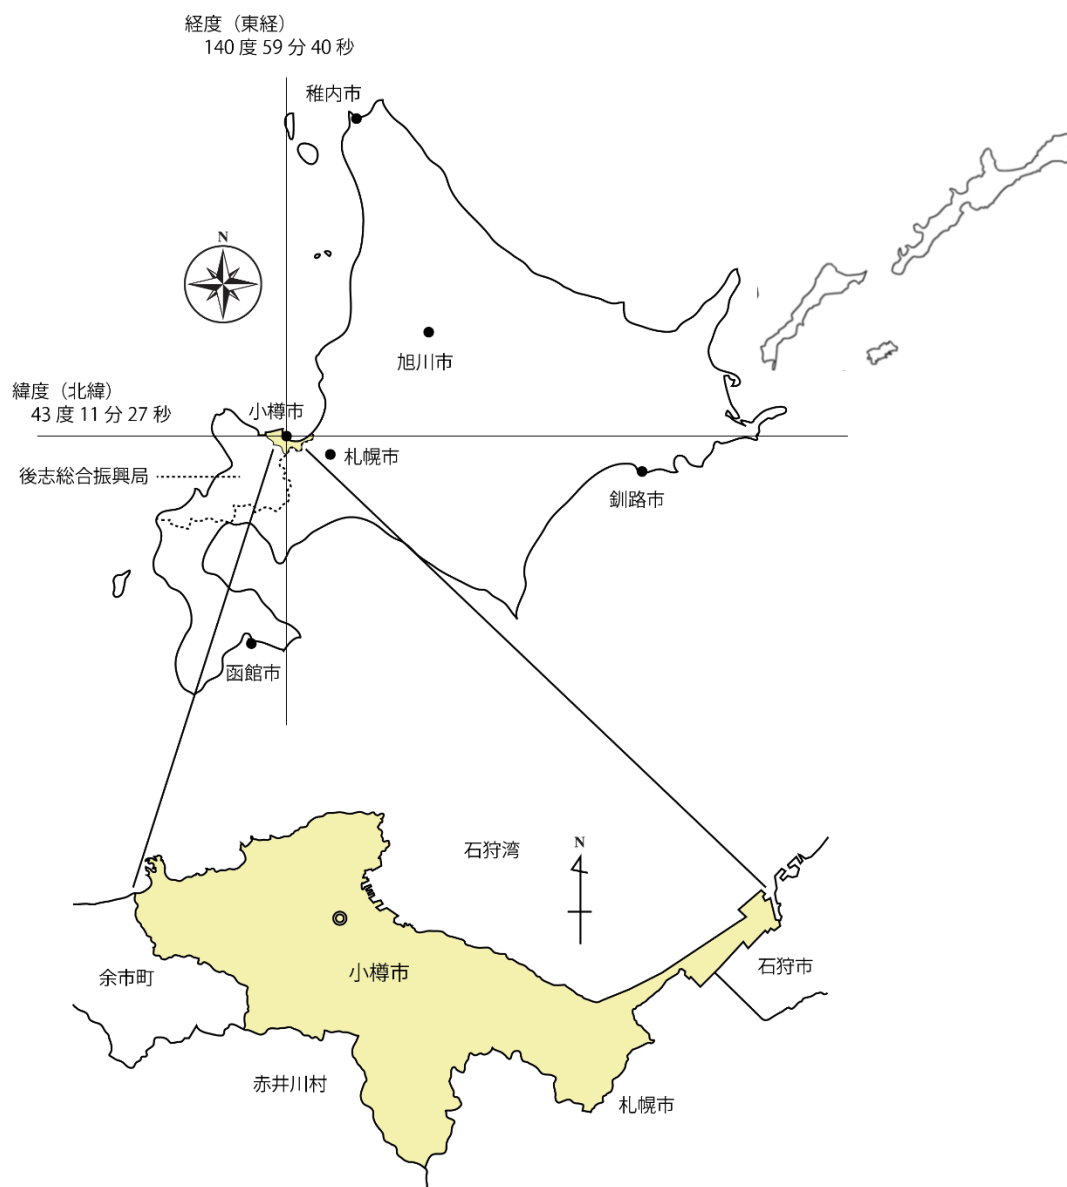 経度（東経）
140 度 59 分 40 秒
稚内市
N
旭川市
緯度（北緯）
43 度 11 分 27 秒
小樽市
札幌市
後志総合振興局
釧路市
函館市
石狩湾
N
余市町
小樽市
石狩市
赤井川村
札幌市